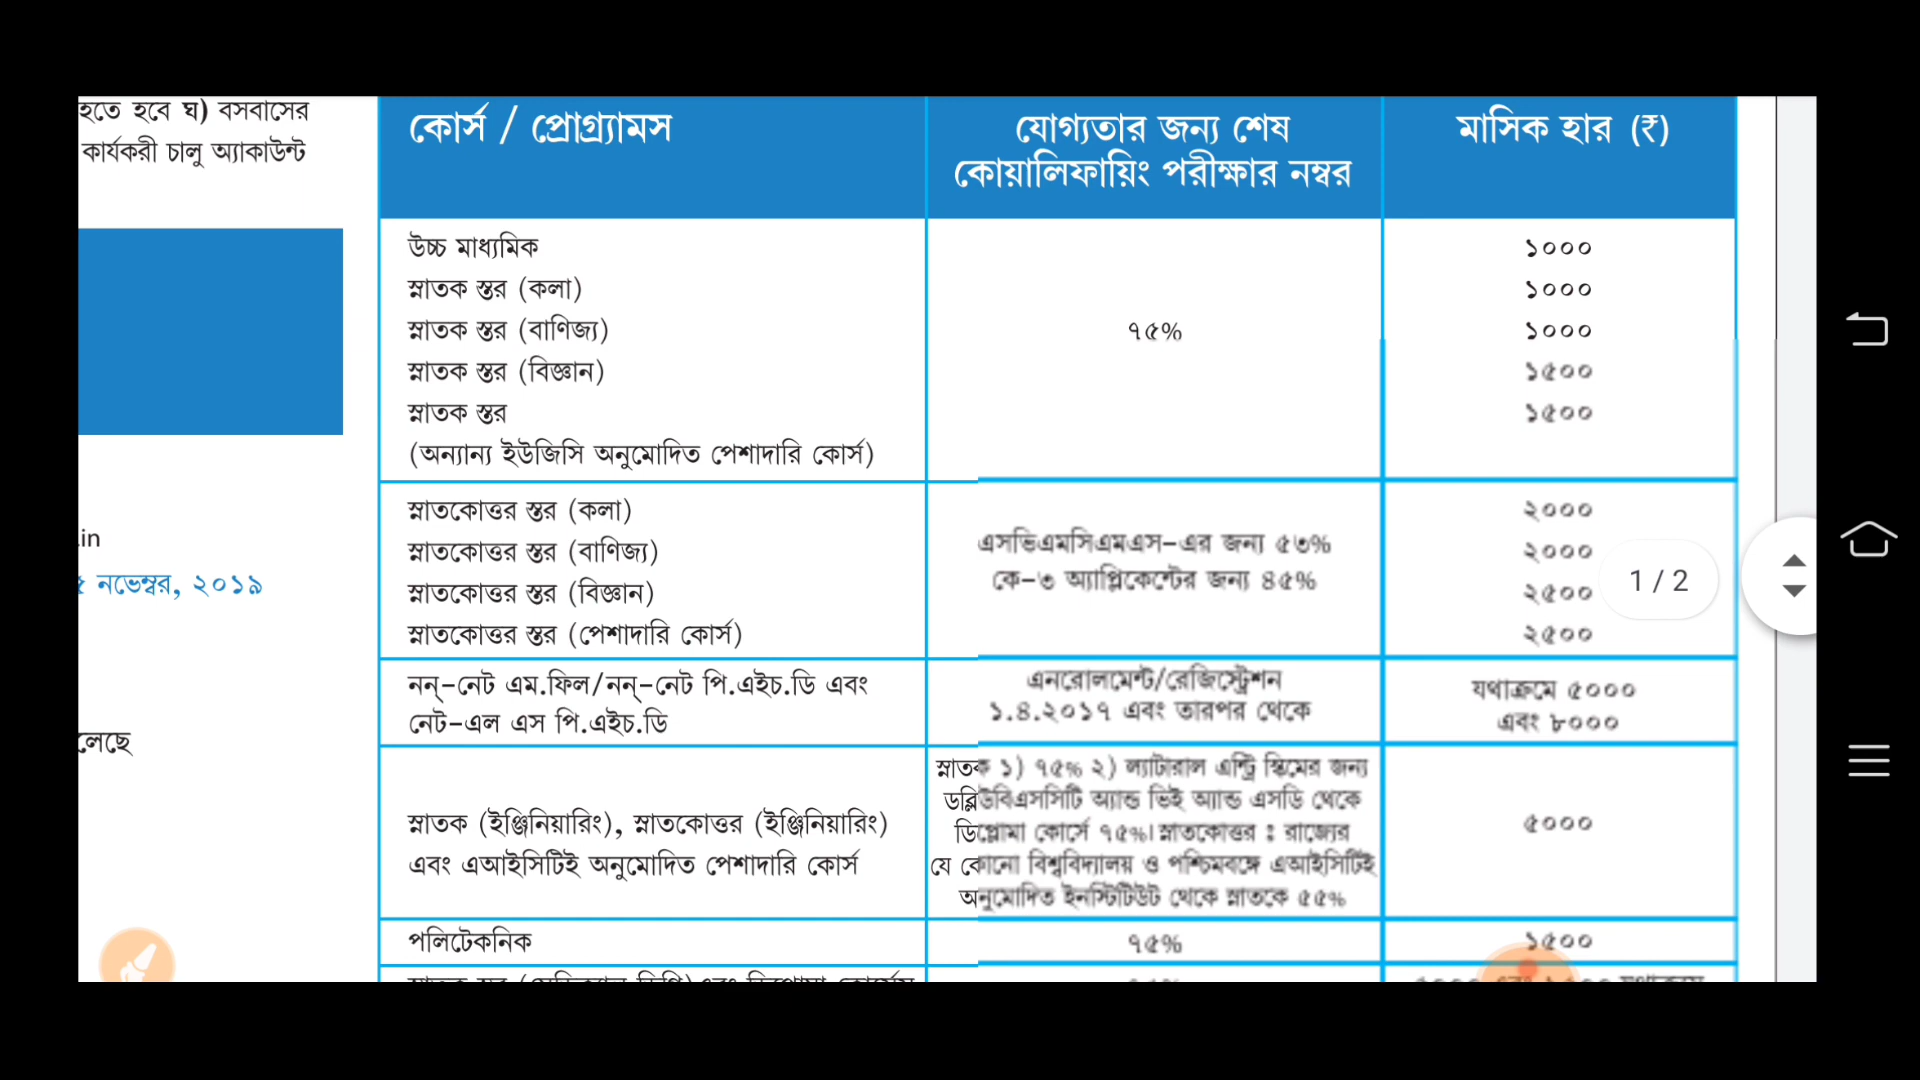 হতে হবে ঘ) বসবাসের
কার্যকরী চালু অ্যাকাউন্ট
.in
নভেম্বর, ২০১৯
কোর্স / প্রোগ্র্যামস
যোগ্যতার জন্য শেষ
কোয়ালিফায়িং পরীক্ষার নম্বর
মাসিক হার (₹)
উচ্চ মাধ্যমিক
১০০০
স্নাতক স্তর (কলা)
১০০০
স্নাতক স্তর (বাণিজ্য)
৭৫%
১০০০
স্নাতক স্তর (বিজ্ঞান)
১৫০০
স্নাতক স্তর
১৫০০
(অন্যান্য ইউজিসি অনুমোদিত পেশাদারি কোর্স)
স্নাতকোত্তর স্তর (কলা)
স্নাতকোত্তর স্তর (বাণিজ্য)
স্নাতকোত্তর স্তর (বিজ্ঞান)
স্নাতকোত্তর স্তর (পেশাদারি কোর্স)
এসভিএমসিএমএস-এর জন্য ৫৩%
কে-৩ অ্যাপ্লিকেন্টের জন্য ৪৫%
২০০০
২০০০
২৫০০
২৫০০
1 / 2
নন্-নেট এম.ফিল/নন্-নেট পি.এইচ.ডি এবং
নেট-এল এস পি.এইচ.ডি
এনরোলমেন্ট/রেজিস্ট্রেশন
১.৪.২০১৭ এবং তারপর থেকে
যথাক্রমে ৫০০০
এবং ৮০০০
স্নাতক (ইঞ্জিনিয়ারিং), স্নাতকোত্তর (ইঞ্জিনিয়ারিং)
এবং এআইসিটিই অনুমোদিত পেশাদারি কোর্স
স্নাতক ১) ৭৫% ২) ল্যাটারাল এন্ট্রি স্কিমের জন্য
ডব্লিউবিএসসিটি অ্যান্ড ভিই অ্যান্ড এসডি থেকে
ডিপ্লোমা কোর্সে ৭৫%। স্নাতকোত্তর : রাজ্যের
যে কোনো বিশ্ববিদ্যালয় ও পশ্চিমবঙ্গে এআইসিটিই
অনুমোদিত ইনস্টিটিউট থেকে স্নাতকে ৫৫%
৫০০০
পলিটেকনিক
৭৫%
১৫০০